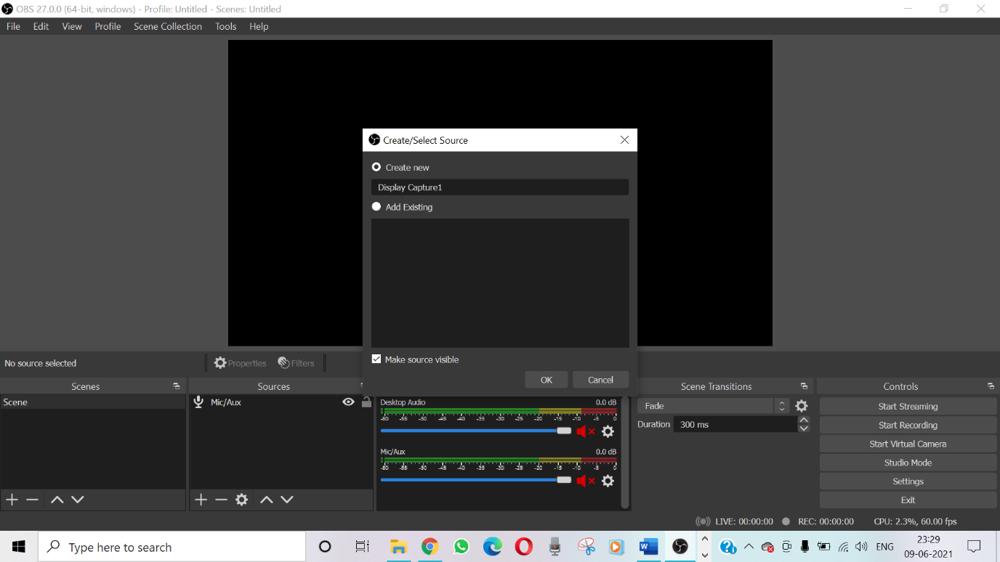 OBS 27.0.0 (64-bit, windows) - Profile: Untitled - Scenes: Untitled
File Edit View Profile Scene Collection Tools Help
Create/Select Source
Create new
Display Capture1
Add Existing
Make source visible
OK Cancel
No source selected
Properties Filters
Scenes
Scene
Sources
Mic/Aux
Desktop Audio 0.0 dB
-60 -55 -50 -45 -40 -35 -30 -25 -20 -15 -10 -5 0
Mic/Aux 0.0 dB
-60 -55 -50 -45 -40 -35 -30 -25 -20 -15 -10 -5 0
Scene Transitions
Fade
Duration 300 ms
Controls
Start Streaming
Start Recording
Start Virtual Camera
Studio Mode
Settings
Exit
LIVE: 00:00:00 REC: 00:00:00 CPU: 2.3%, 60.00 fps
Type here to search
ENG
23:29
09-06-2021